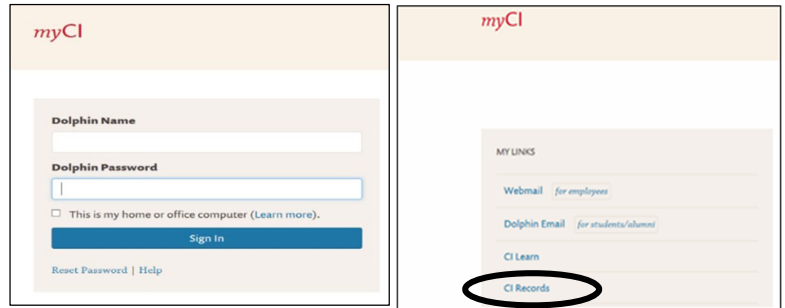 myCI
Dolphin Name
Dolphin Password
This is my home or office computer (Learn more).
Sign In
Reset Password | Help
myCI
MY LINKS
Webmail for employees
Dolphin Email for students/alumni
CI Learn
CI Records